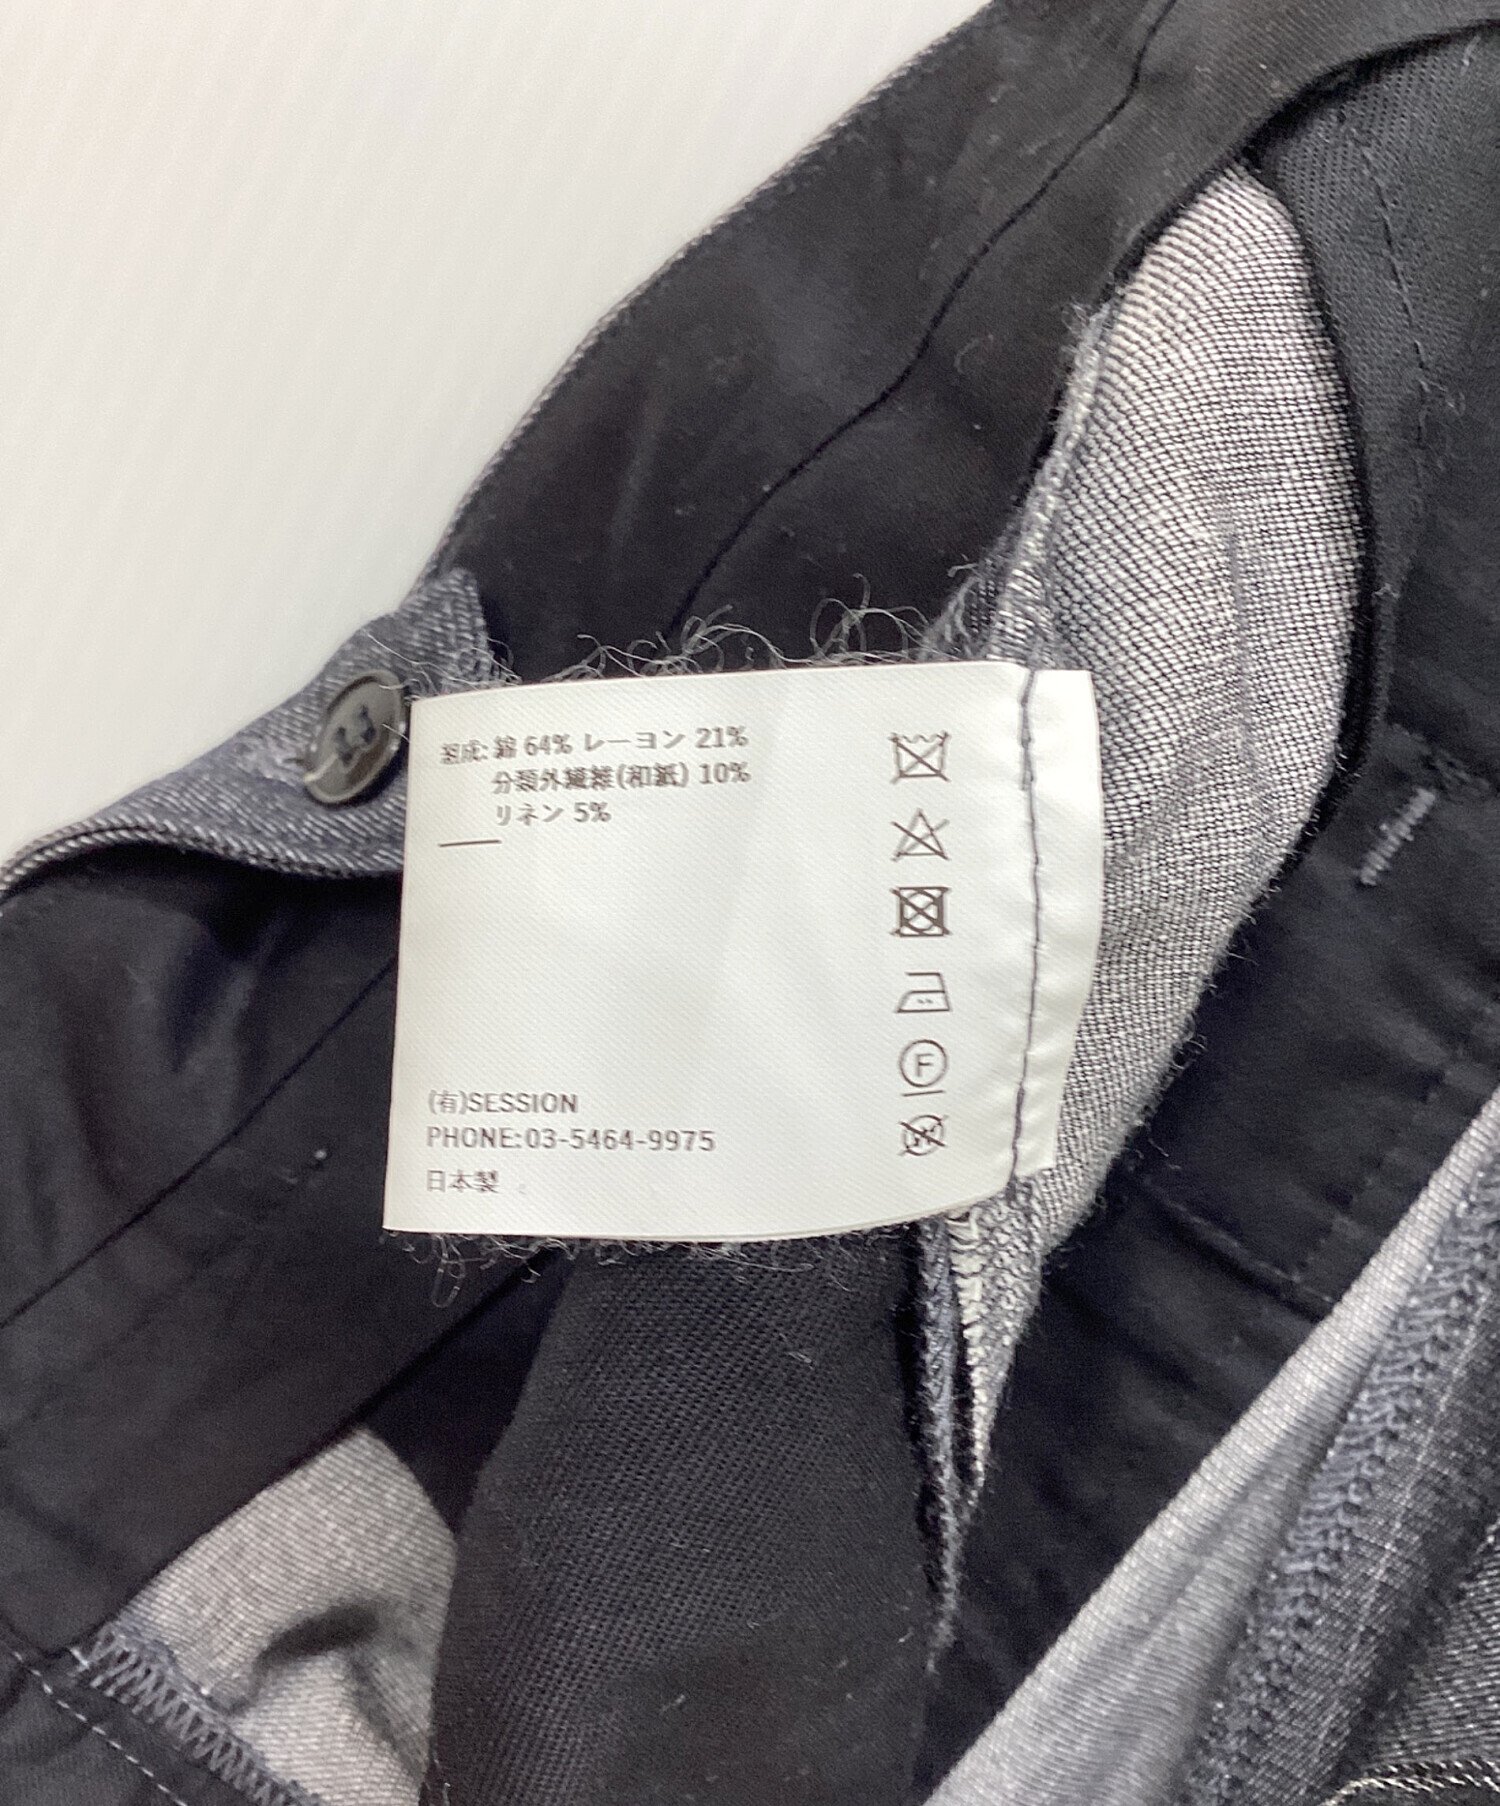 組成: 綿 64% レーヨン 21%
分類外繊維(和紙) 10%
リネン 5%
F
W
(有)SESSION
PHONE:03-5464-9975
日本製